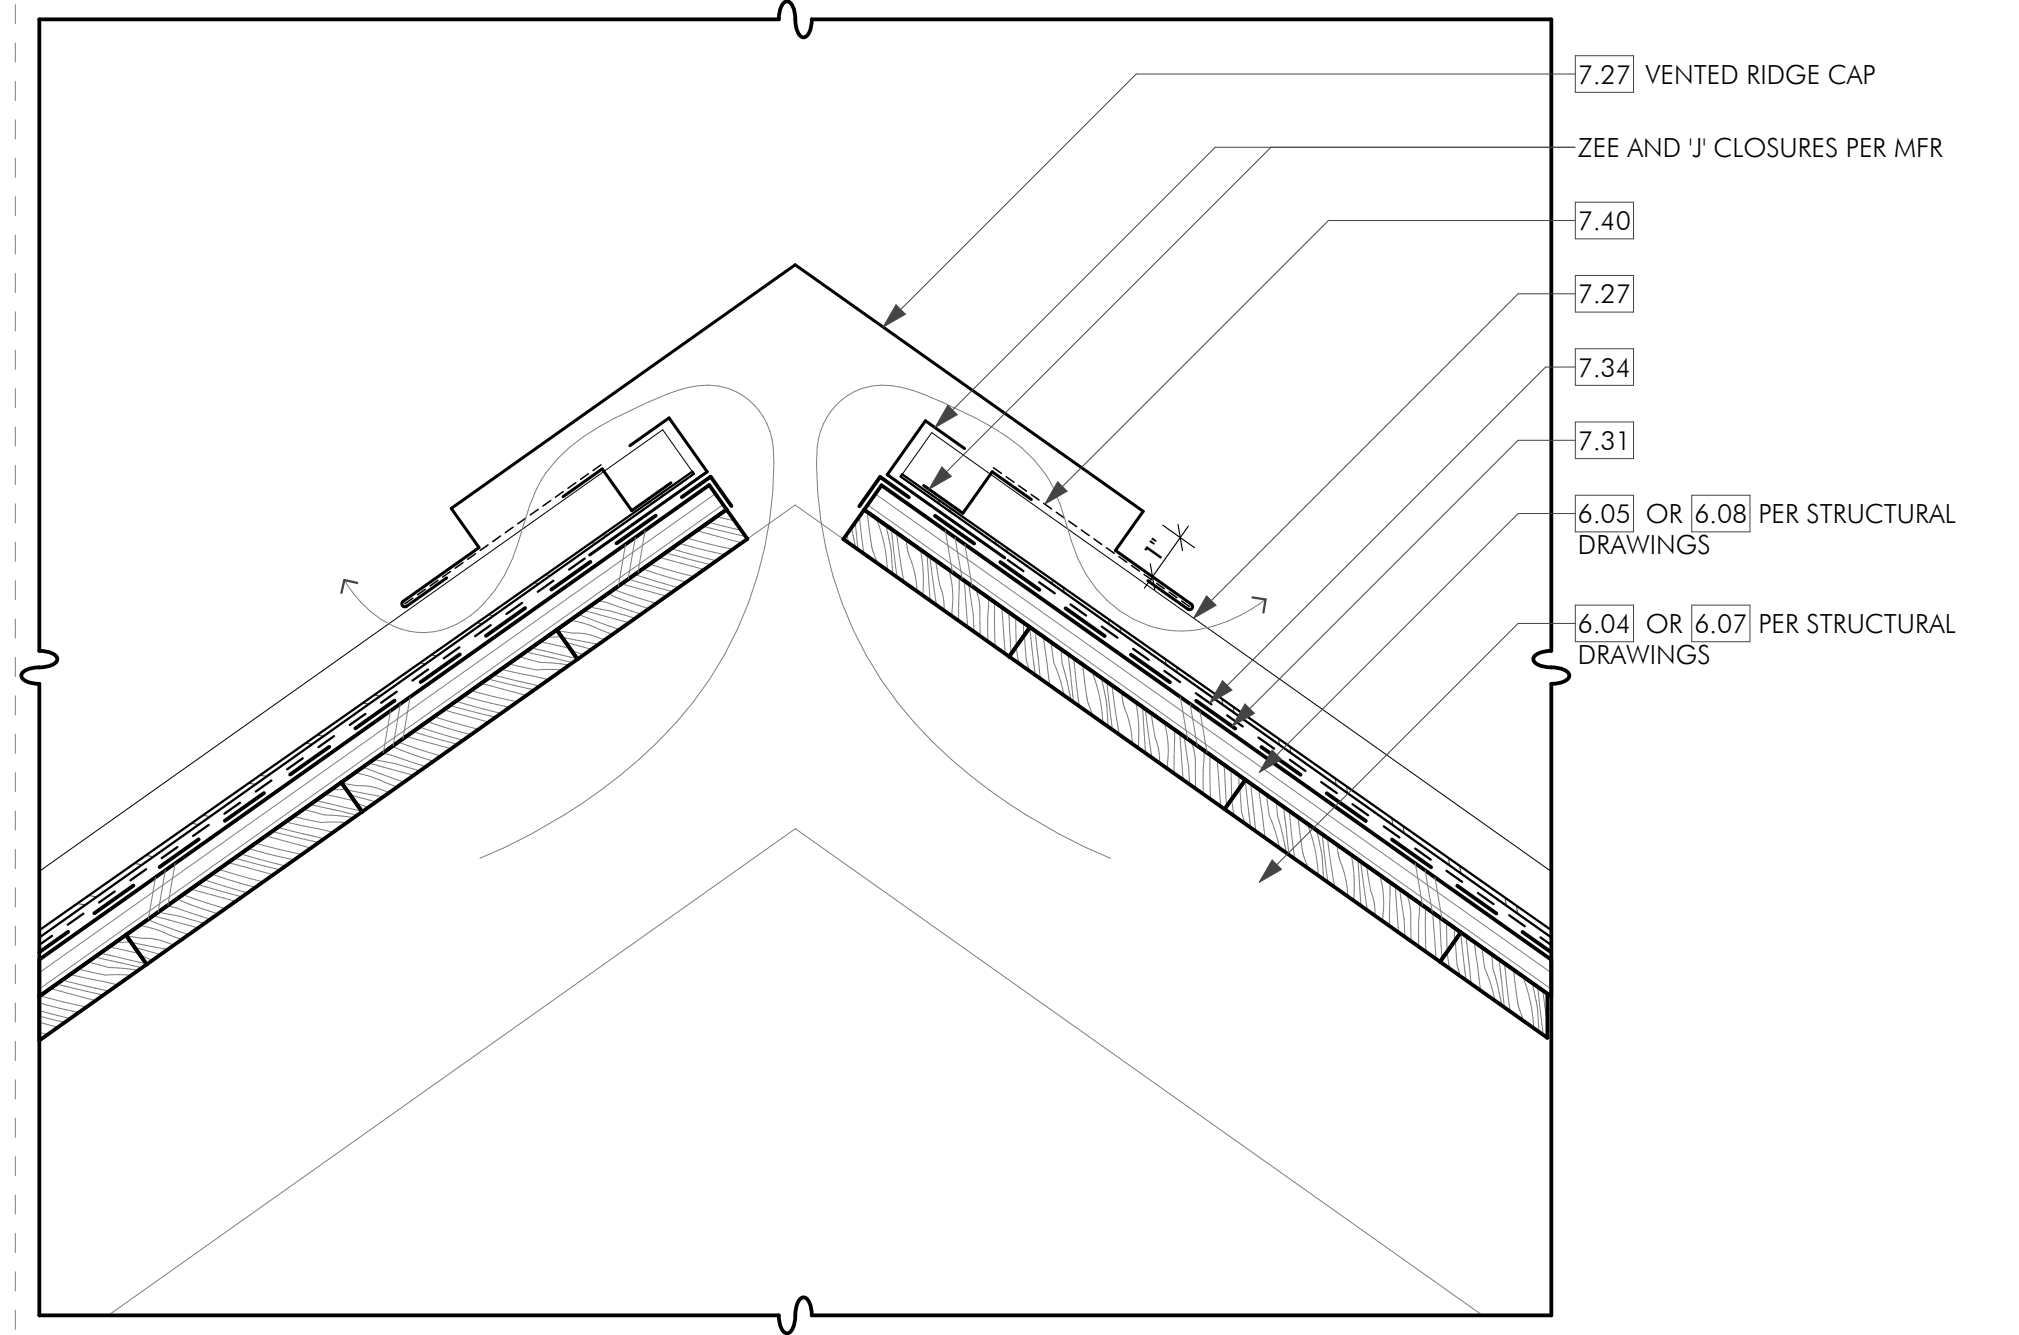 7.27 VENTED RIDGE CAP
ZEE AND 'J' CLOSURES PER MFR
7.40
7.27
7.34
7.31
6.05 OR 6.08 PER STRUCTURAL
DRAWINGS
1"
6.04 OR 6.07 PER STRUCTURAL
DRAWINGS